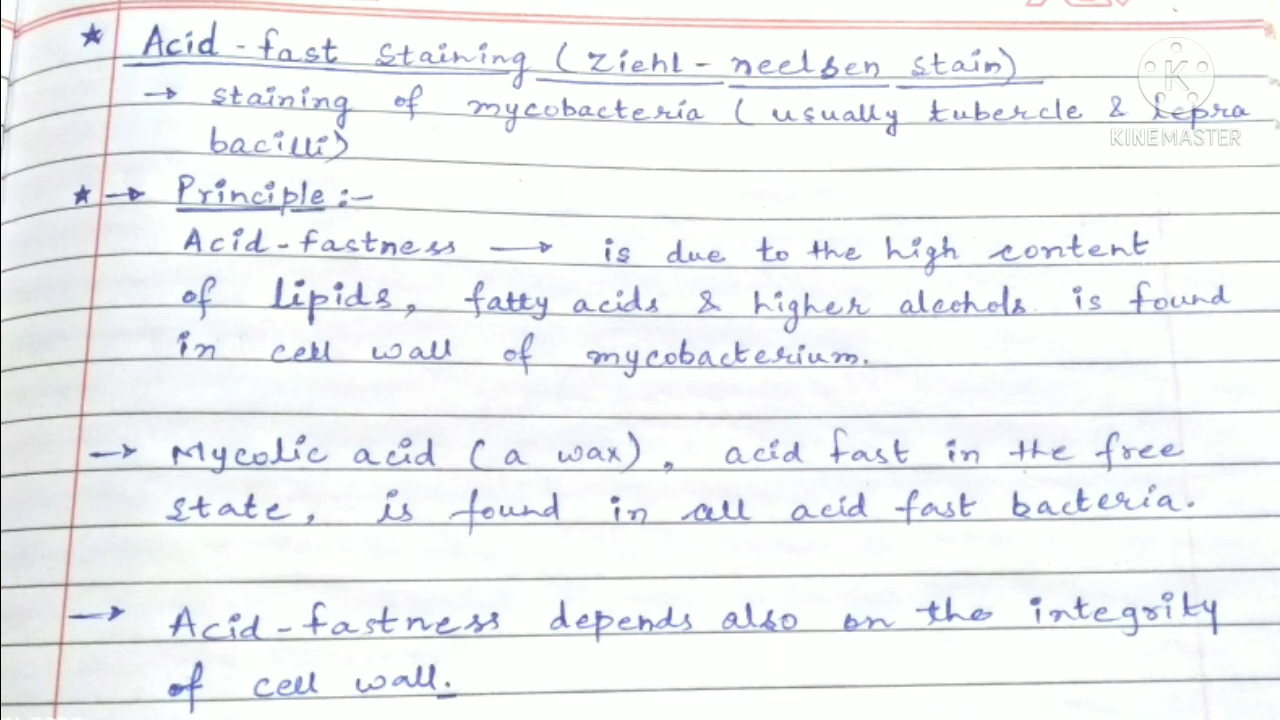 ★ Acid-fast staining (Ziehl-neelsen stain)
→ staining of mycobacteria (usually tubercle & lepra
bacilli)
KINEMASTER
★ → Principle :-
Acid-fastness → is due to the high content
of lipids, fatty acids & higher alcohols is found
in cell wall of mycobacterium.
→ Mycolic acid (a wax), acid fast in the free
state, is found in all acid fast bacteria.
→ Acid-fastness depends also on the integrity
of cell wall.